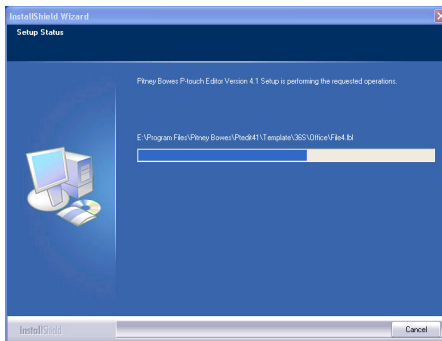 InstallShield Wizard
Setup Status
Pitney Bowes P-touch Editor Version 4.1 Setup is performing the requested operations.
E:\Program Files\Pitney Bowes\Ptedit41\Template\36S\Office\File4.lbl
InstallShield
Cancel